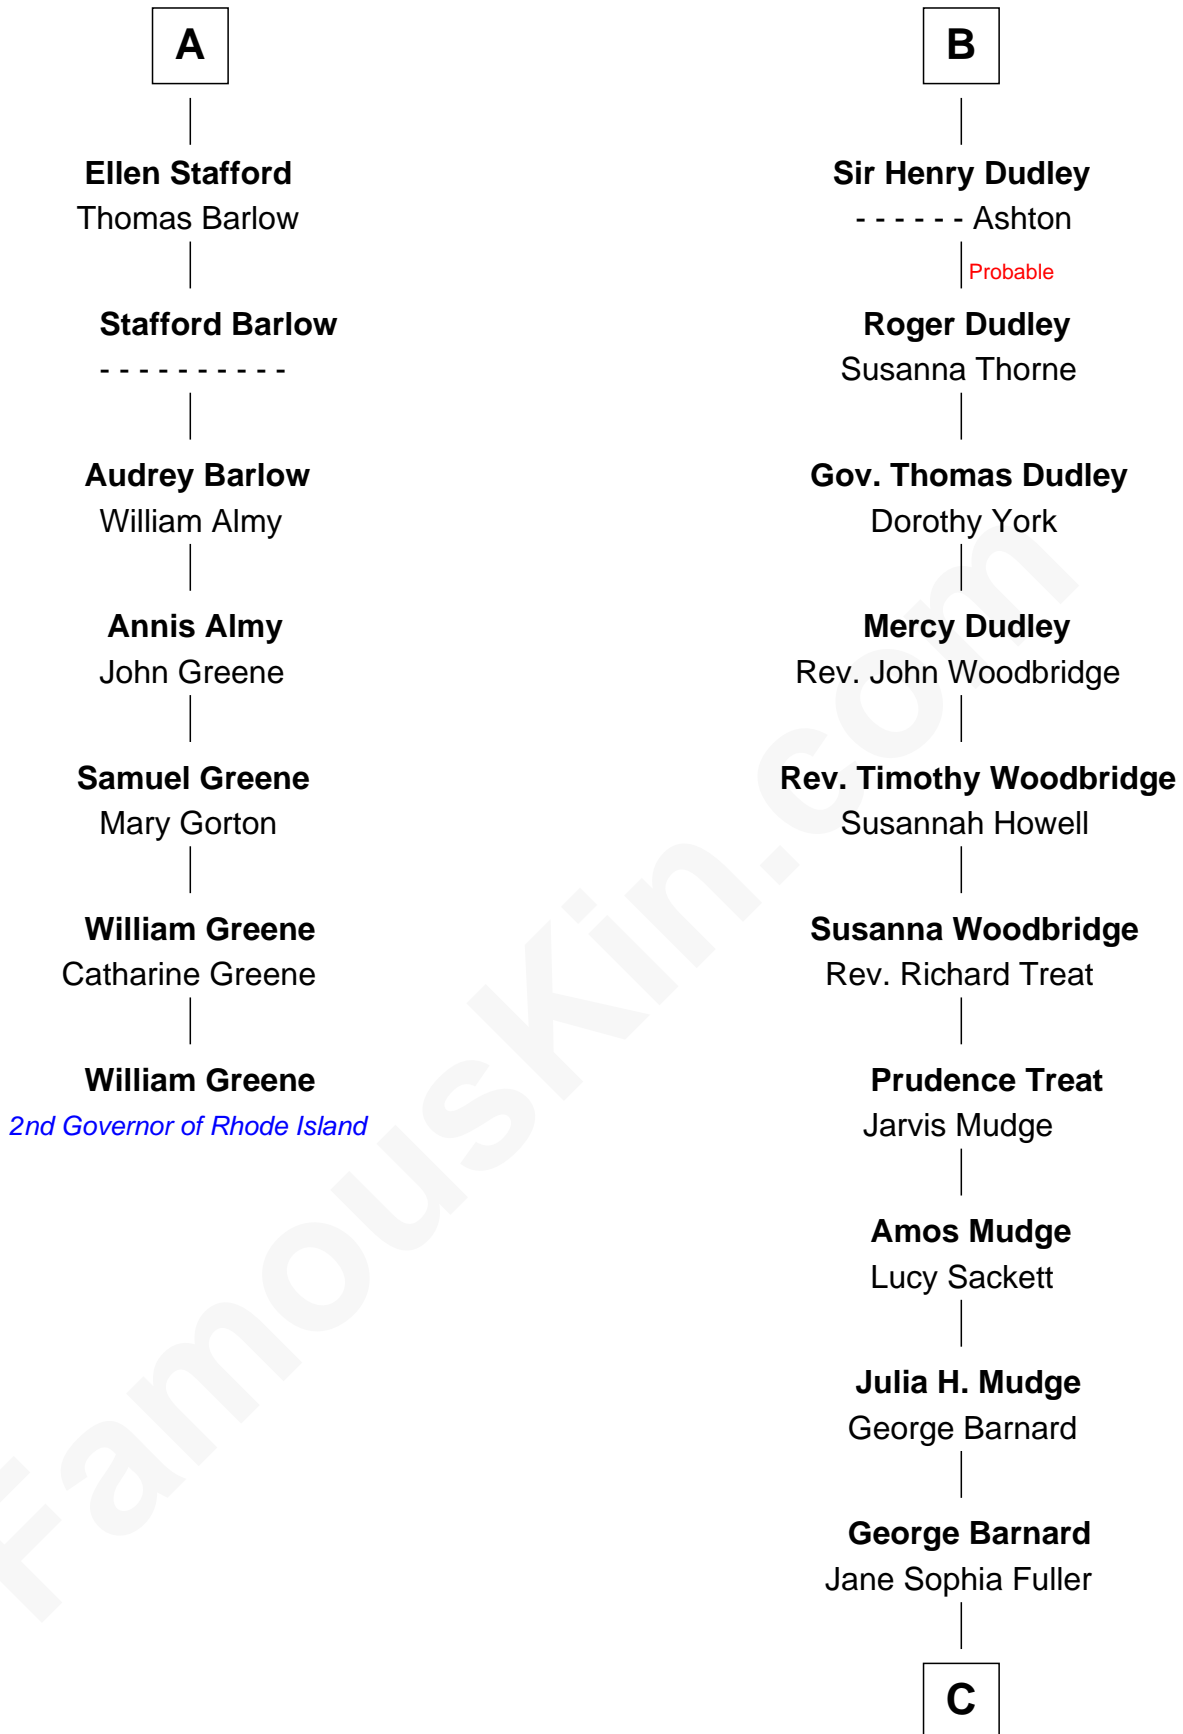 A
Ellen Stafford
Thomas Barlow
Stafford Barlow
- - - - - - - - - -
Audrey Barlow
William Almy
Annis Almy
John Greene
Samuel Greene
Mary Gorton
William Greene
Catharine Greene
William Greene
2nd Governor of Rhode Island
B
Sir Henry Dudley
- - - - - - Ashton
Probable
Roger Dudley
Susanna Thorne
Gov. Thomas Dudley
Dorothy York
Mercy Dudley
Rev. John Woodbridge
Rev. Timothy Woodbridge
Susannah Howell
Susanna Woodbridge
Rev. Richard Treat
Prudence Treat
Jarvis Mudge
Amos Mudge
Lucy Sackett
Julia H. Mudge
George Barnard
George Barnard
Jane Sophia Fuller
C
FamousKin.com